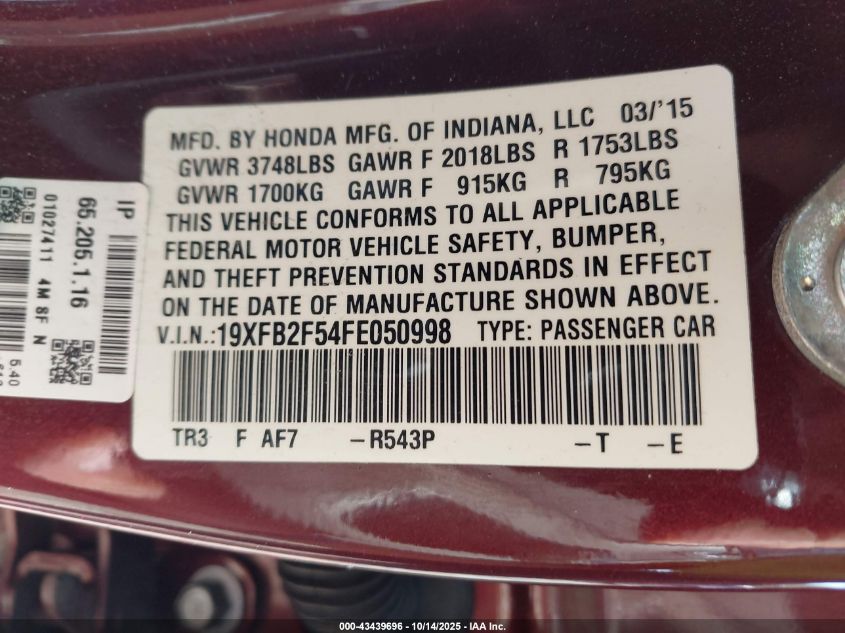 MFD. BY HONDA MFG. OF INDIANA, LLC 03/'15
GVWR 3748LBS GAWR F 2018LBS R 1753LBS
GVWR 1700KG GAWR F 915KG R 795KG
THIS VEHICLE CONFORMS TO ALL APPLICABLE
FEDERAL MOTOR VEHICLE SAFETY, BUMPER,
AND THEFT PREVENTION STANDARDS IN EFFECT
ON THE DATE OF MANUFACTURE SHOWN ABOVE.
V.I.N.:19XFB2F54FE050998 TYPE: PASSENGER CAR
TR3 F AF7 -R543P -T -E
IP
65.205.1.16
01027411 4M 8F N
540
000-43439696 - 10/14/2025 - IAA Inc.